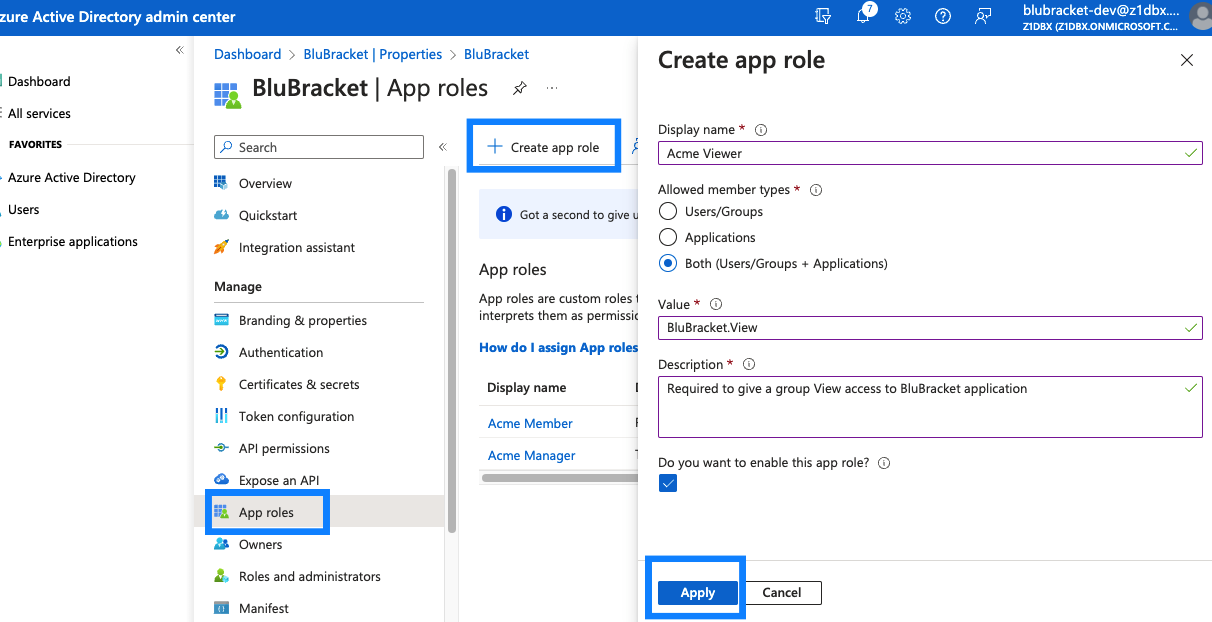 zure Active Directory admin center
7
blubracket-dev@z1dbx....
Z1DBX (Z1DBX.ONMICROSOFT.C...
«
Dashboard
All services
FAVORITES
Azure Active Directory
Users
Enterprise applications
Dashboard > BluBracket | Properties > BluBracket
BluBracket | App roles
...
Search
«
Overview
Quickstart
Integration assistant
Manage
Branding & properties
Authentication
Certificates & secrets
Token configuration
API permissions
Expose an API
App roles
Owners
Roles and administrators
Manifest
+ Create app role
Got a second to give u
App roles
App roles are custom roles t
interprets them as permissio
How do I assign App roles
Display name
Acme Member
Acme Manager
Create app role
Display name *
Acme Viewer
Allowed member types *
Users/Groups
Applications
Both (Users/Groups + Applications)
Value *
BluBracket.View
Description *
Required to give a group View access to BluBracket application
Do you want to enable this app role?
Apply
Cancel